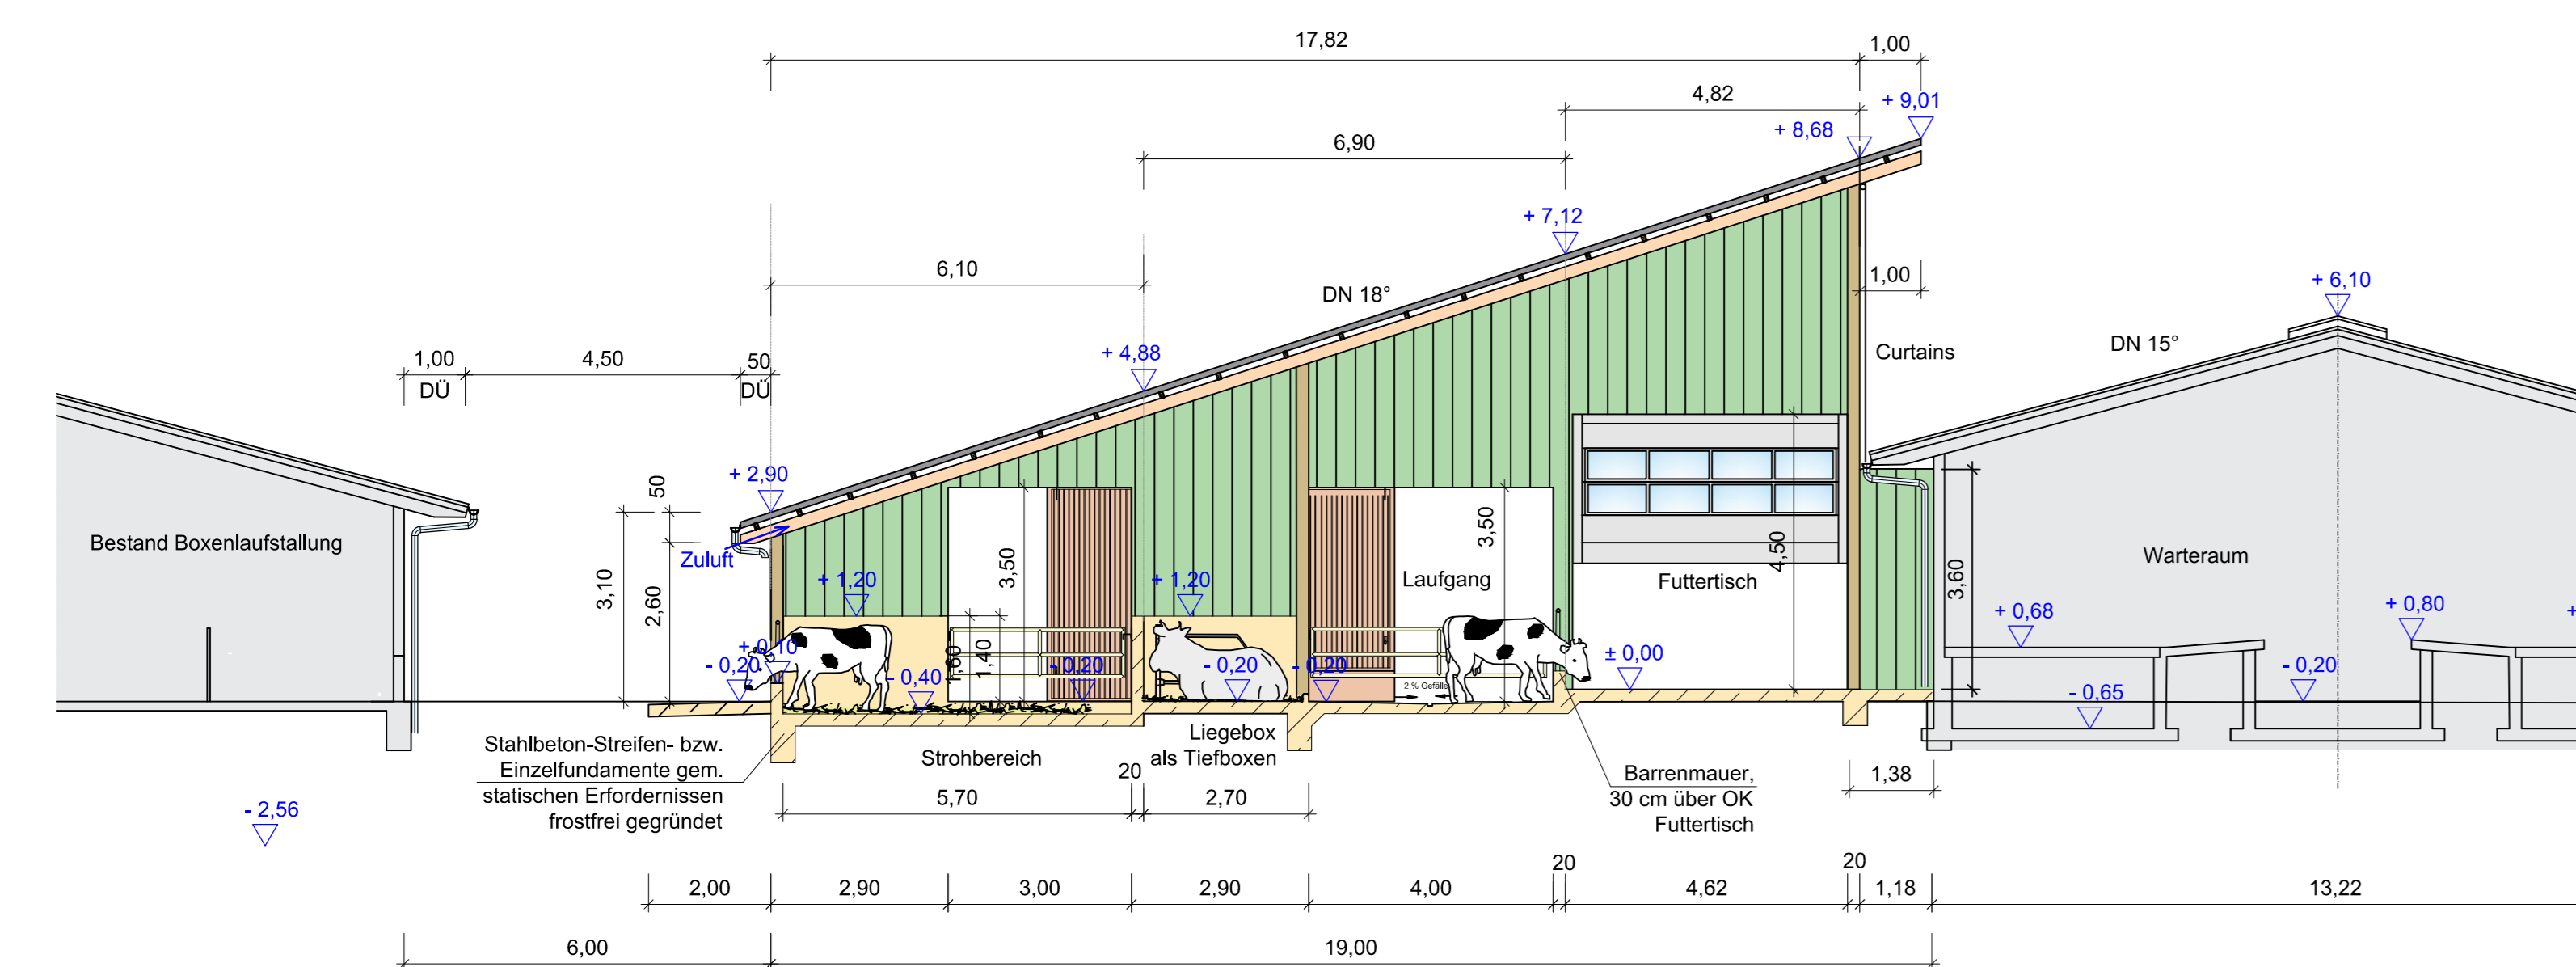 17,82
1,00
4,82
+ 9,01
+ 8,68
6,90
+ 7,12
6,10
DN 18°
1,00
+ 6,10
+ 4,88
Curtains
DN 15°
1,00
4,50
50
DÜ
DÜ
+ 2,90
50
Zuluft
3,10
2,60
Bestand Boxenlaufstallung
+ 1,20
3,50
+ 1,20
3,50
Laufgang
4,50
Futtertisch
3,60
Warteraum
+ 0,68
+ 0,80
+ 0,10
- 0,20
- 0,40
1,60
1,40
- 0,20
- 0,20
- 0,20
2 % Gefälle
± 0,00
- 0,65
- 0,20
Stahlbeton-Streifen- bzw.
Einzelfundamente gem.
statischen Erfordernissen
frostfrei gegründet
Strohbereich
Liegebox
als Tiefboxen
Barrenmauer,
30 cm über OK
Futtertisch
1,38
- 2,56
5,70
20
2,70
2,00
2,90
3,00
2,90
4,00
20
4,62
20
1,18
13,22
6,00
19,00